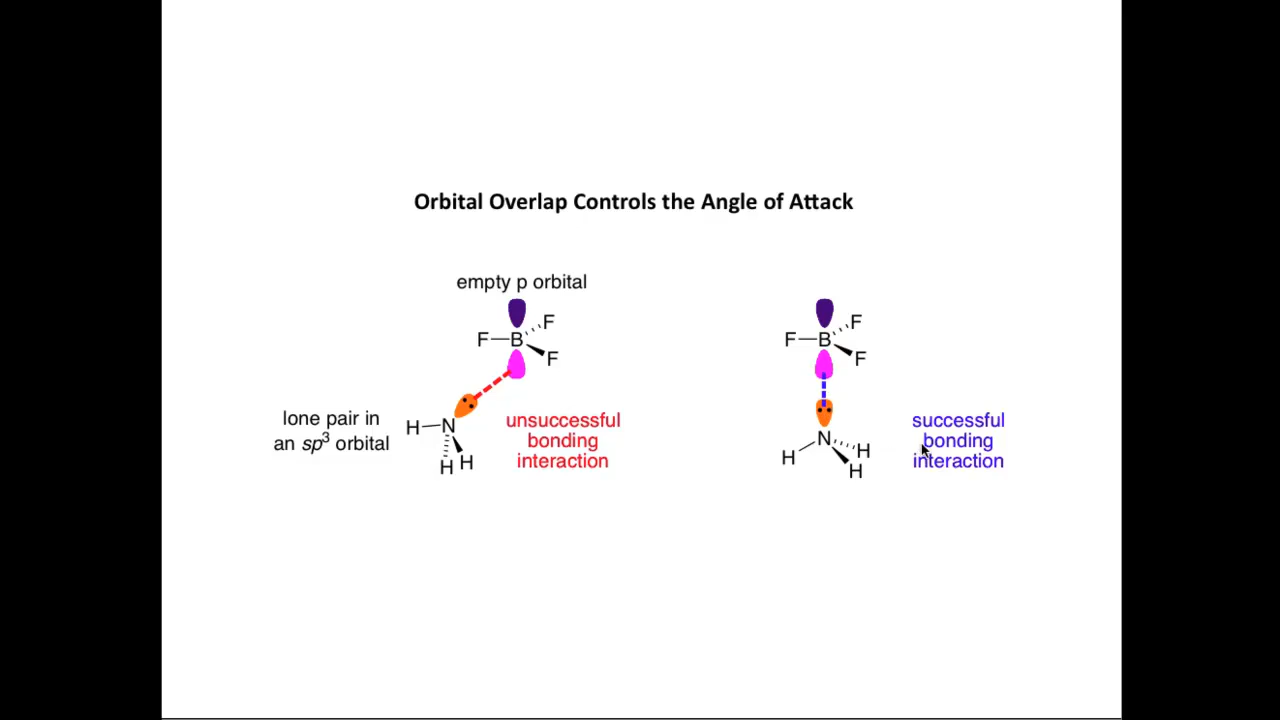 Orbital Overlap Controls the Angle of Attack
empty p orbital
F B F F
lone pair in
an sp³ orbital
H N H H
unsuccessful
bonding
interaction
F B F F
N H H H
successful
bonding
interaction